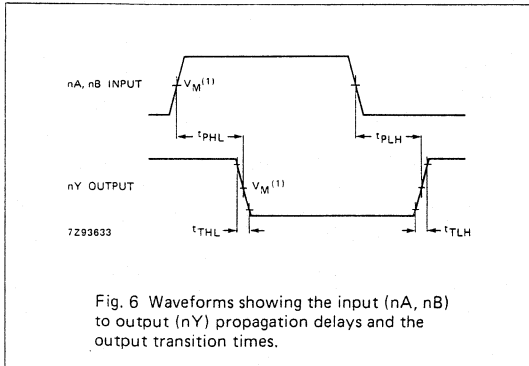 nA, nB INPUT
VM(1)
tPHL
tPLH
nY OUTPUT
VM(1)
7Z93633
tTHL
tTLH
Fig. 6 Waveforms showing the input (nA, nB)
to output (nY) propagation delays and the
output transition times.